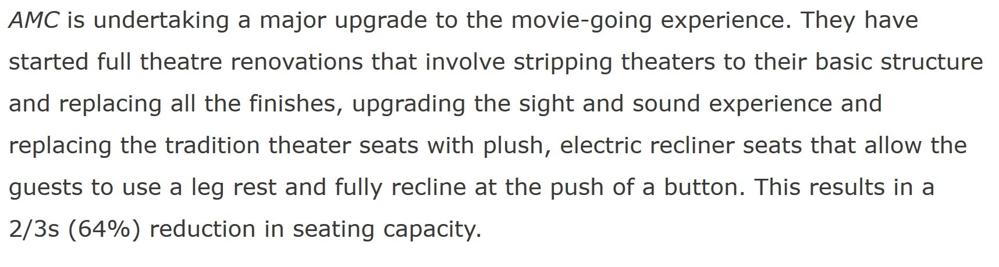 AMC is undertaking a major upgrade to the movie-going experience. They have
started full theatre renovations that involve stripping theaters to their basic structure
and replacing all the finishes, upgrading the sight and sound experience and
replacing the tradition theater seats with plush, electric recliner seats that allow the
guests to use a leg rest and fully recline at the push of a button. This results in a
2/3s (64%) reduction in seating capacity.